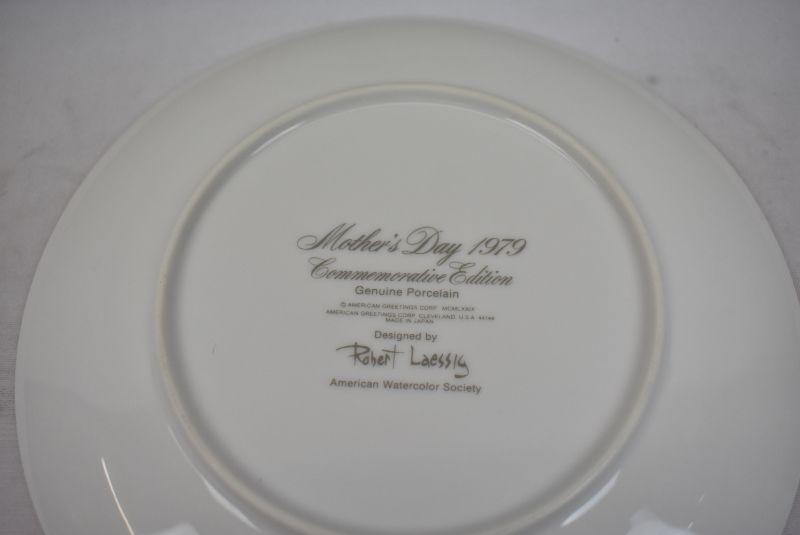 Mother's Day 1979
Commemorative Edition
Genuine Porcelain
© AMERICAN GREETINGS CORP. MCMLXXIX
AMERICAN GREETINGS CORP. CLEVELAND, U.S.A. 44144
MADE IN JAPAN
Designed by
Robert Laessig
American Watercolor Society